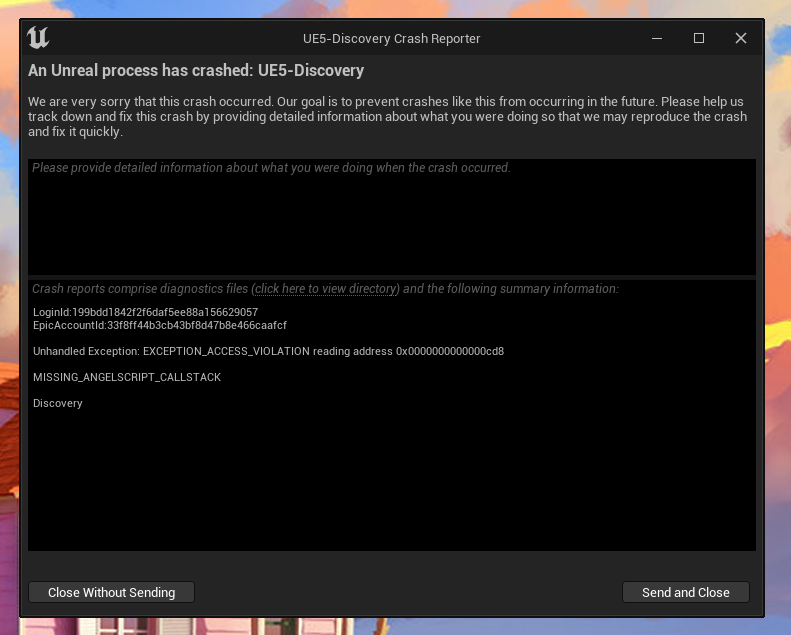 UE5-Discovery Crash Reporter
An Unreal process has crashed: UE5-Discovery
We are very sorry that this crash occurred. Our goal is to prevent crashes like this from occurring in the future. Please help us
track down and fix this crash by providing detailed information about what you were doing so that we may reproduce the crash
and fix it quickly.
Please provide detailed information about what you were doing when the crash occurred.
Crash reports comprise diagnostics files (click here to view directory) and the following summary information:
LoginId:199bdd1842f2f6daf5ee88a156629057
EpicAccountId:33f8ff44b3cb43bf8d47b8e466caafcf
Unhandled Exception: EXCEPTION_ACCESS_VIOLATION reading address 0x0000000000000cd8
MISSING_ANGELSCRIPT_CALLSTACK
Discovery
Close Without Sending
Send and Close